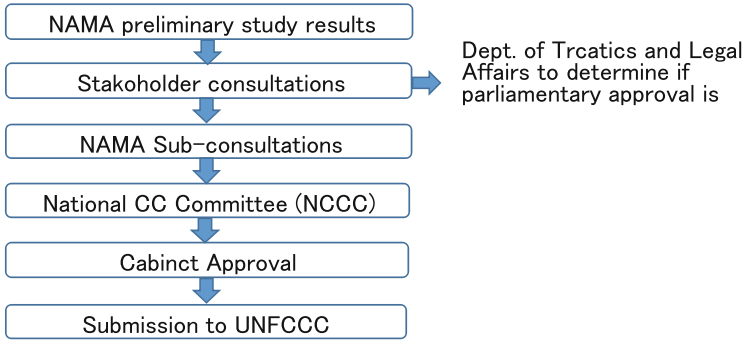 NAMA preliminary study results
Stakoholder consultations
Dept. of Trcatics and Legal
Affairs to determine if
parliamentary approval is
NAMA Sub-consultations
National CC Committee (NCCC)
Cabinct Approval
Submission to UNFCCC